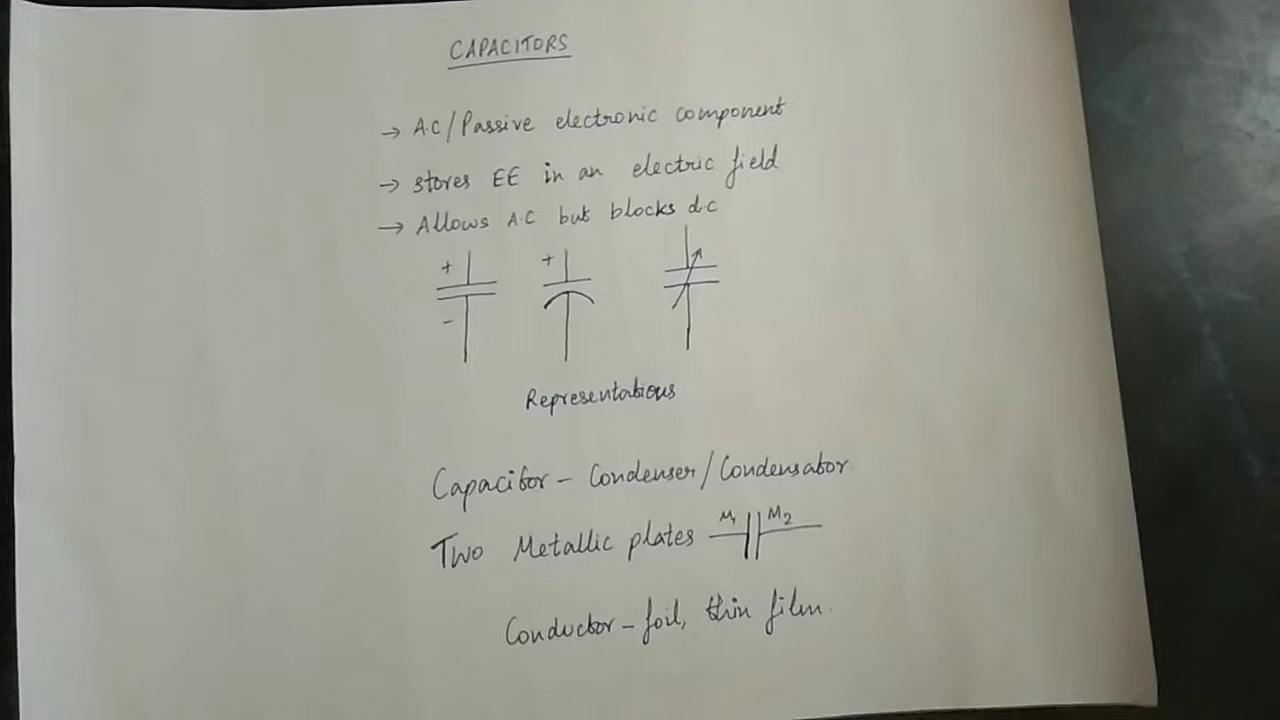 CAPACITORS
→ A.C/Passive electronic component
→ stores EE in an electric field
→ Allows A.C but blocks d.c
+ + 
-
Representations
Capacitor - Condenser/Condensator
Two Metallic plates M1 M2
Conductor - foil, thin film.